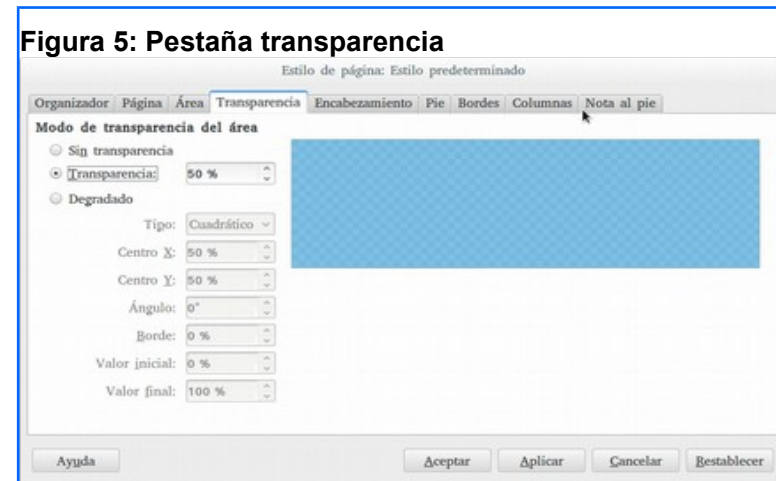 Figura 5: Pestaña transparencia
Estilo de página: Estilo predeterminado
Organizador Página Área Transparencia Encabezamiento Pie Bordes Columnas Nota al pie
Modo de transparencia del área
Sin transparencia
Transparencia: 50 %
Degradado
Tipo: Cuadrático
Centro X: 50 %
Centro Y: 50 %
Ángulo: 0°
Borde: 0 %
Valor inicial: 0 %
Valor final: 100 %
Ayuda Aceptar Aplicar Cancelar Restablecer